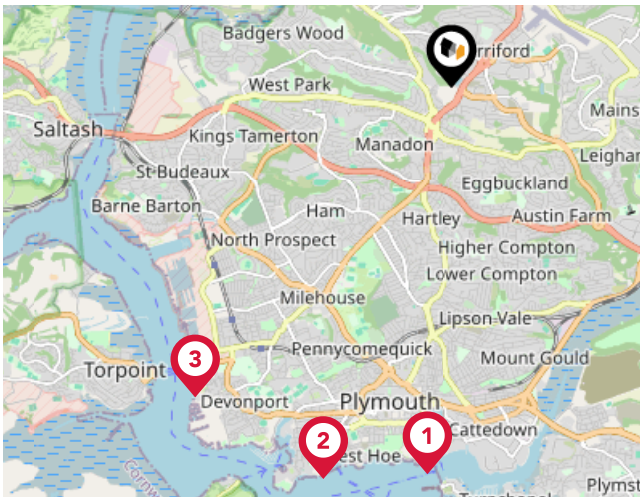 Badgers Wood
rriford
West Park
Mains
Saltash
Kings Tamerton
Manadon
Leighar
St Budeaux
Eggbuckland
Barne Barton
Ham
Hartley
Austin Farm
North Prospect
Higher Compton
Lower Compton
Milehouse
Lipson Vale
3
Pennycomequick
Mount Gould
Torpoint
Devonport
Plymouth
2
1
Cattedown
est Hoe
Cornw
Plymst
Turnchapel